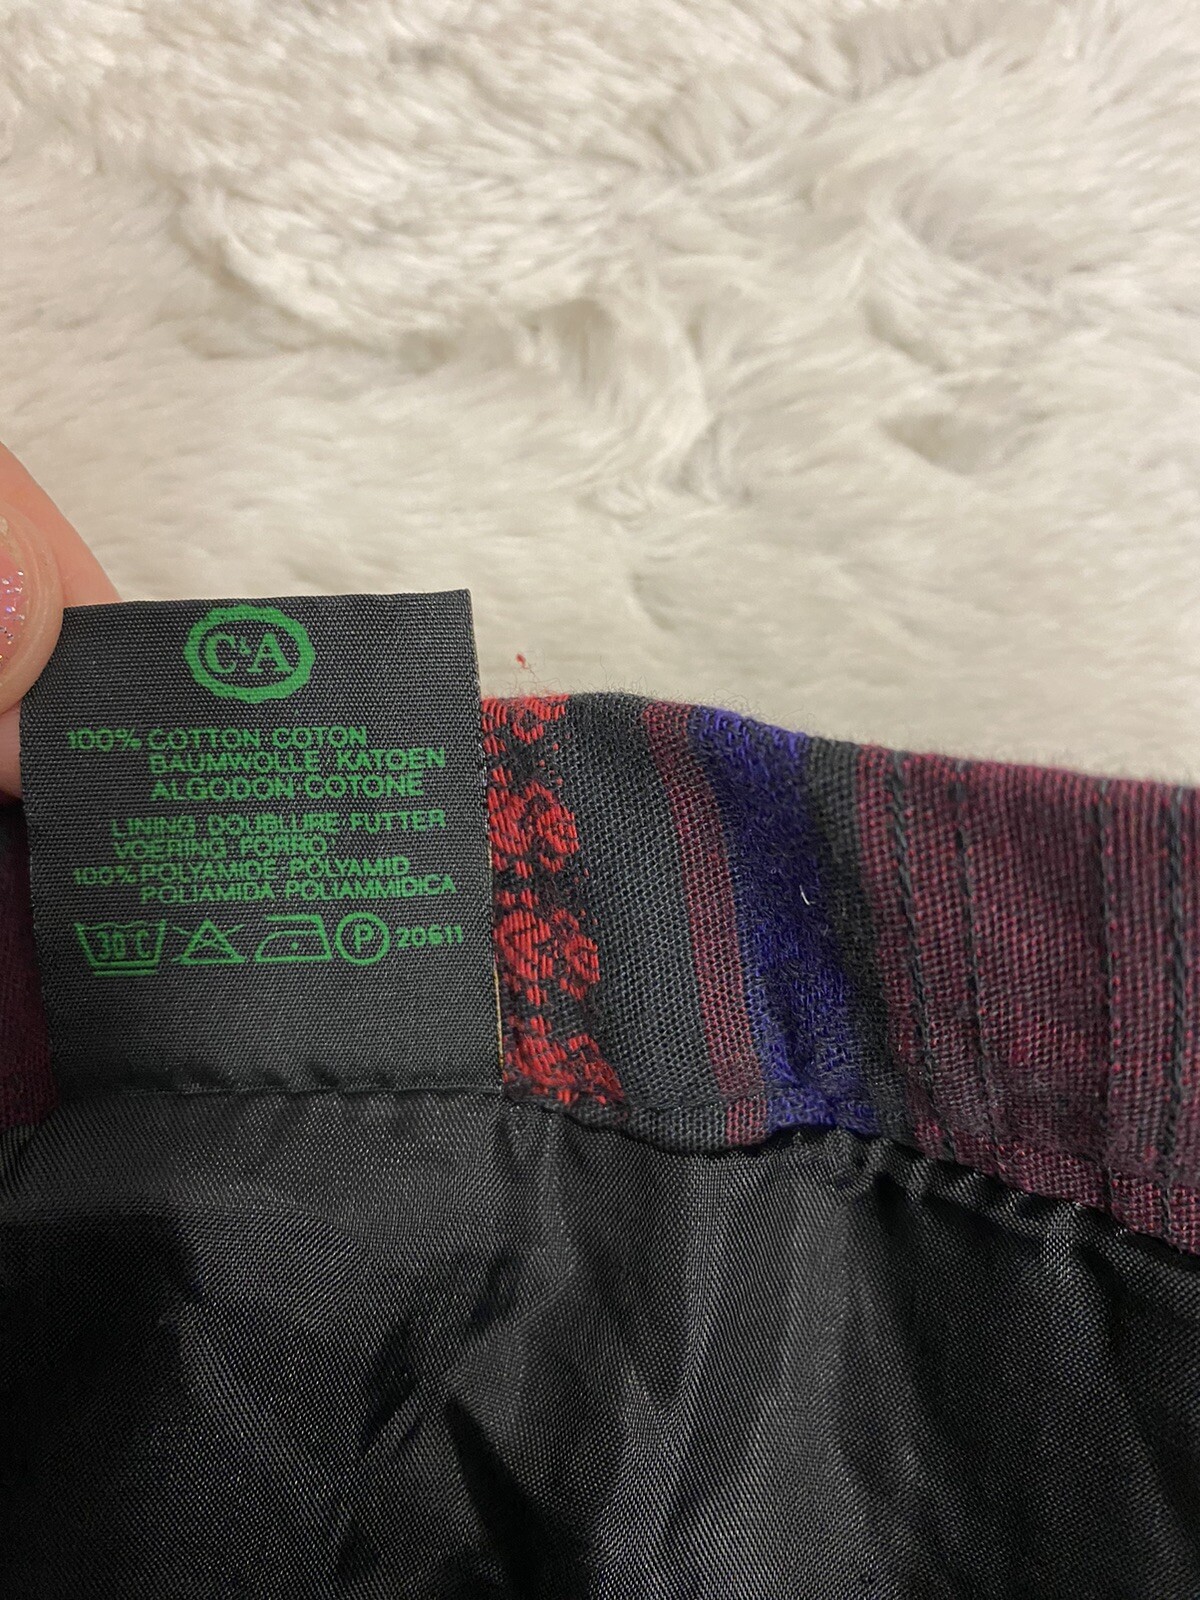 C&A
100% COTTON COTON
BAUMWOLLE KATOEN
ALGODON COTONE
LINING DOUBLURE FUTTER
VOERING FORRO
100% POLYAMIDE POLYAMID
POLIAMIDA POLIAMMIDICA
30°C P 20611